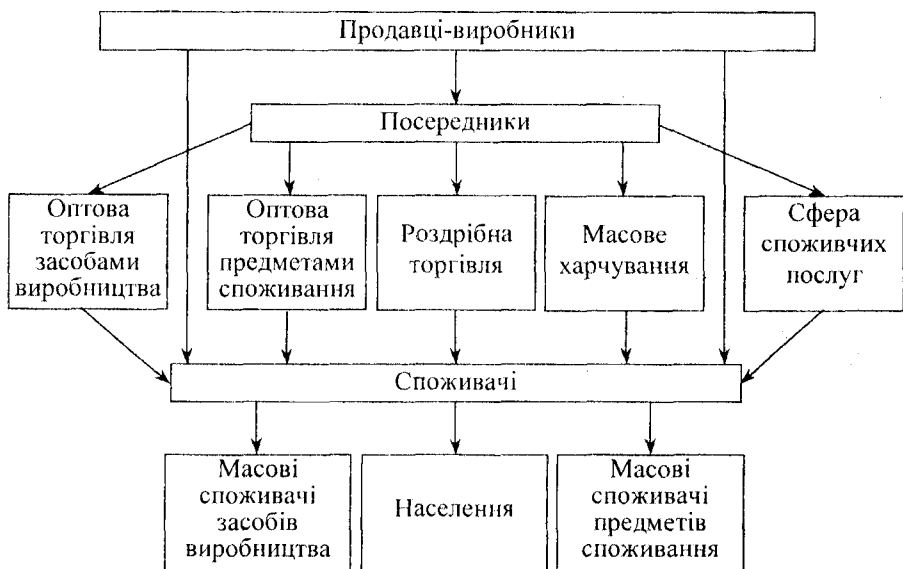 Продавці-виробники
Посередники
Оптова
торгівля
засобами
виробництва
Оптова
торгівля
предметами
споживання
Роздрібна
торгівля
Масове
харчування
Сфера
споживчих
послуг
Споживачі
Масові
споживачі
засобів
виробництва
Населення
Масові
споживачі
предметів
споживання